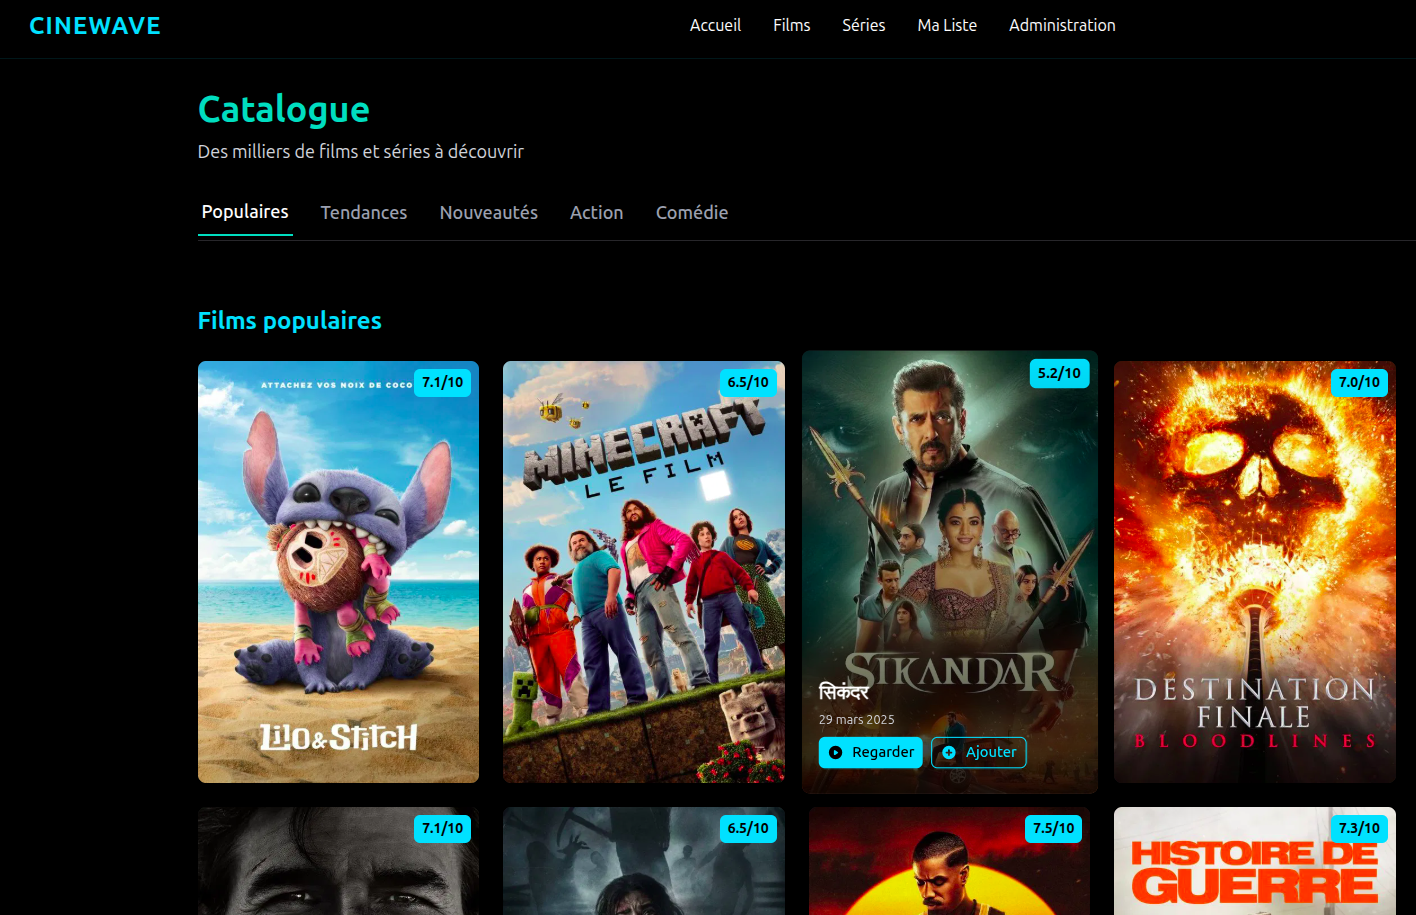 CINEWAVE
Accueil Films Séries Ma Liste Administration
Catalogue
Des milliers de films et séries à découvrir
Populaires Tendances Nouveautés Action Comédie
Films populaires
ATTACHEZ VOS NOIX DE COCO
7.1/10
LiLO & StitcH
6.5/10
MINECRAFT
LE FILM
5.2/10
SIKANDAR
सिकंदर
29 mars 2025
Regarder Ajouter
7.0/10
DESTINATION
FINALE
BLOODLINES
7.1/10
6.5/10
7.5/10
7.3/10
HISTOIRE DE
GUERRE